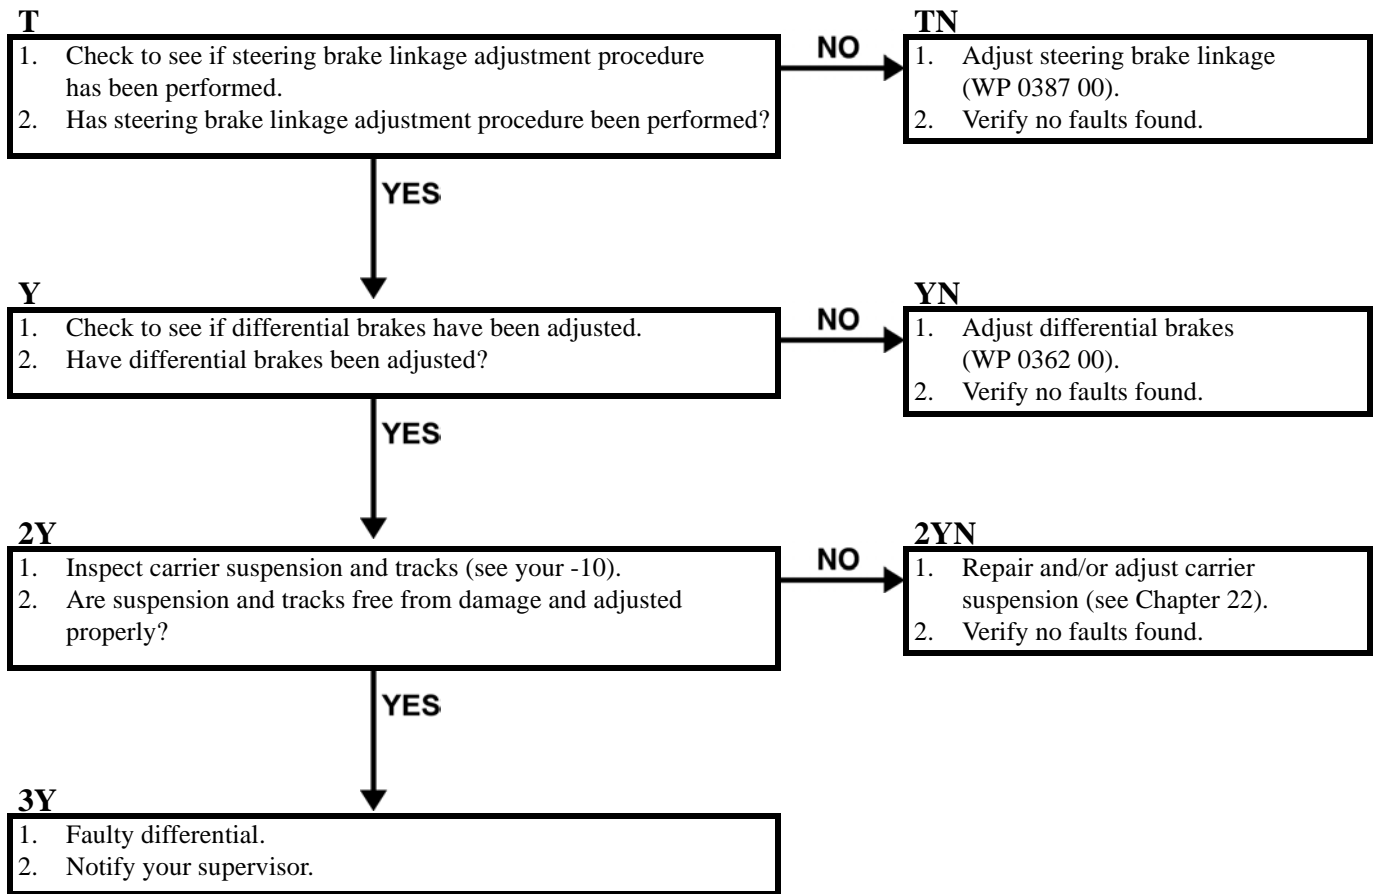 T
1. Check to see if steering brake linkage adjustment procedure
has been performed.
2. Has steering brake linkage adjustment procedure been performed?
NO
TN
1. Adjust steering brake linkage
(WP 0387 00).
2. Verify no faults found.
YES
Y
1. Check to see if differential brakes have been adjusted.
2. Have differential brakes been adjusted?
NO
YN
1. Adjust differential brakes
(WP 0362 00).
2. Verify no faults found.
YES
2Y
1. Inspect carrier suspension and tracks (see your -10).
2. Are suspension and tracks free from damage and adjusted
properly?
NO
2YN
1. Repair and/or adjust carrier
suspension (see Chapter 22).
2. Verify no faults found.
YES
3Y
1. Faulty differential.
2. Notify your supervisor.